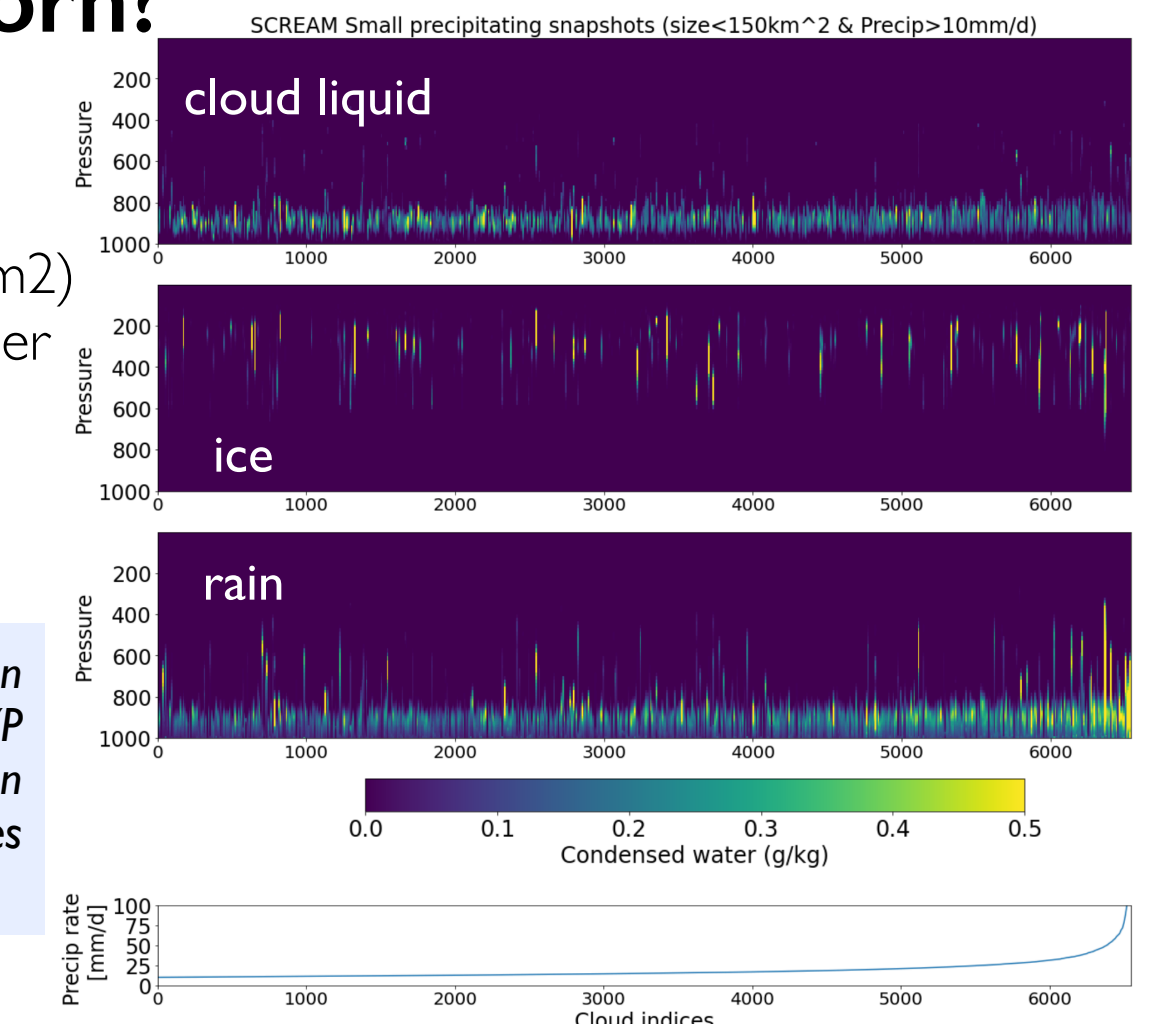 orn?
SCREAM Small precipitating snapshots (size<150km^2 & Precip>10mm/d)
cloud liquid
Pressure
200
400
600
800
1000
0 1000 2000 3000 4000 5000 6000
m2)
er
ice
Pressure
200
400
600
800
1000
0 1000 2000 3000 4000 5000 6000
rain
Pressure
200
400
600
800
1000
0 1000 2000 3000 4000 5000 6000
n
P
n
es
0.0 0.1 0.2 0.3 0.4 0.5
Condensed water (g/kg)
Precip rate
[mm/d]
100
75
50
25
0
0 1000 2000 3000 4000 5000 6000
Cloud indices